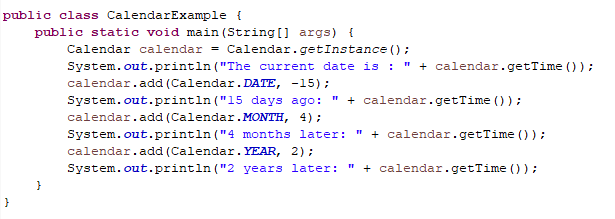 public class CalendarExample {
    public static void main(String[] args) {
        Calendar calendar = Calendar.getInstance();
        System.out.println("The current date is : " + calendar.getTime());
        calendar.add(Calendar.DATE, -15);
        System.out.println("15 days ago: " + calendar.getTime());
        calendar.add(Calendar.MONTH, 4);
        System.out.println("4 months later: " + calendar.getTime());
        calendar.add(Calendar.YEAR, 2);
        System.out.println("2 years later: " + calendar.getTime());
    }
}